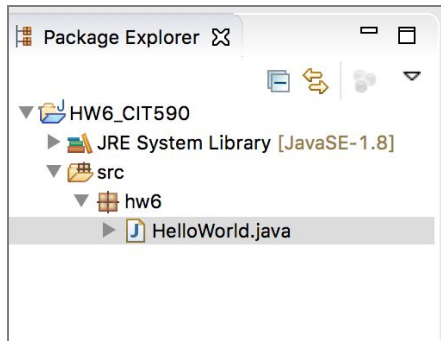 Package Explorer
HW6_CIT590
JRE System Library [JavaSE-1.8]
src
hw6
J HelloWorld.java